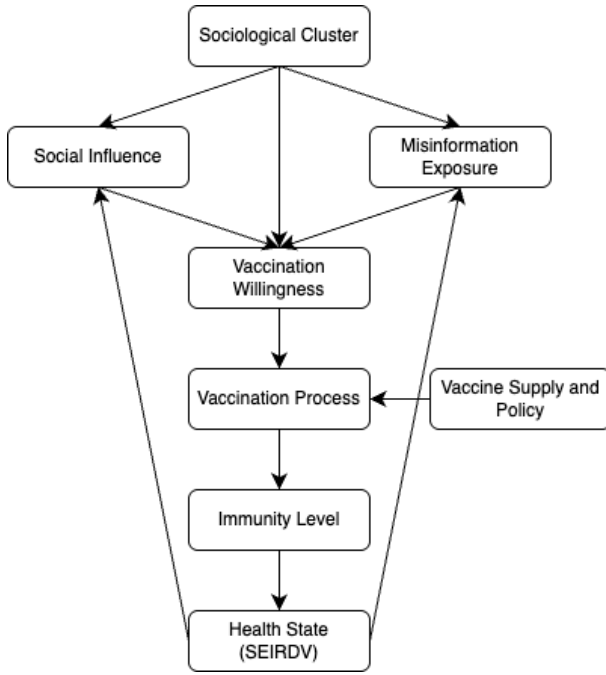 Sociological Cluster
Social Influence
Misinformation
Exposure
Vaccination
Willingness
Vaccination Process
Vaccine Supply and
Policy
Immunity Level
Health State
(SEIRDV)